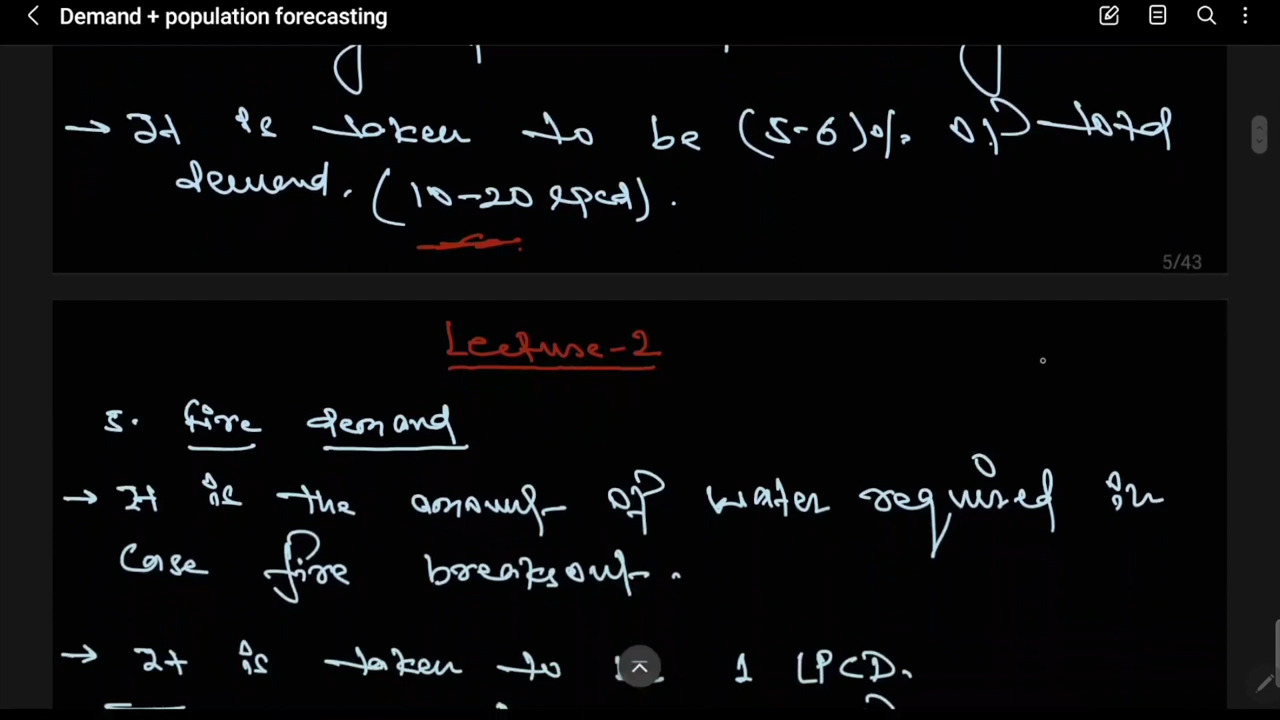 Demand + population forecasting
→ It is taken to be (5-6)% of total
demand. (10-20 lpcd).
5/43
Lecture-2
5. fire demand
→ It is the amount of water required in
case fire breaksout.
→ It is taken to 1 LPCD.